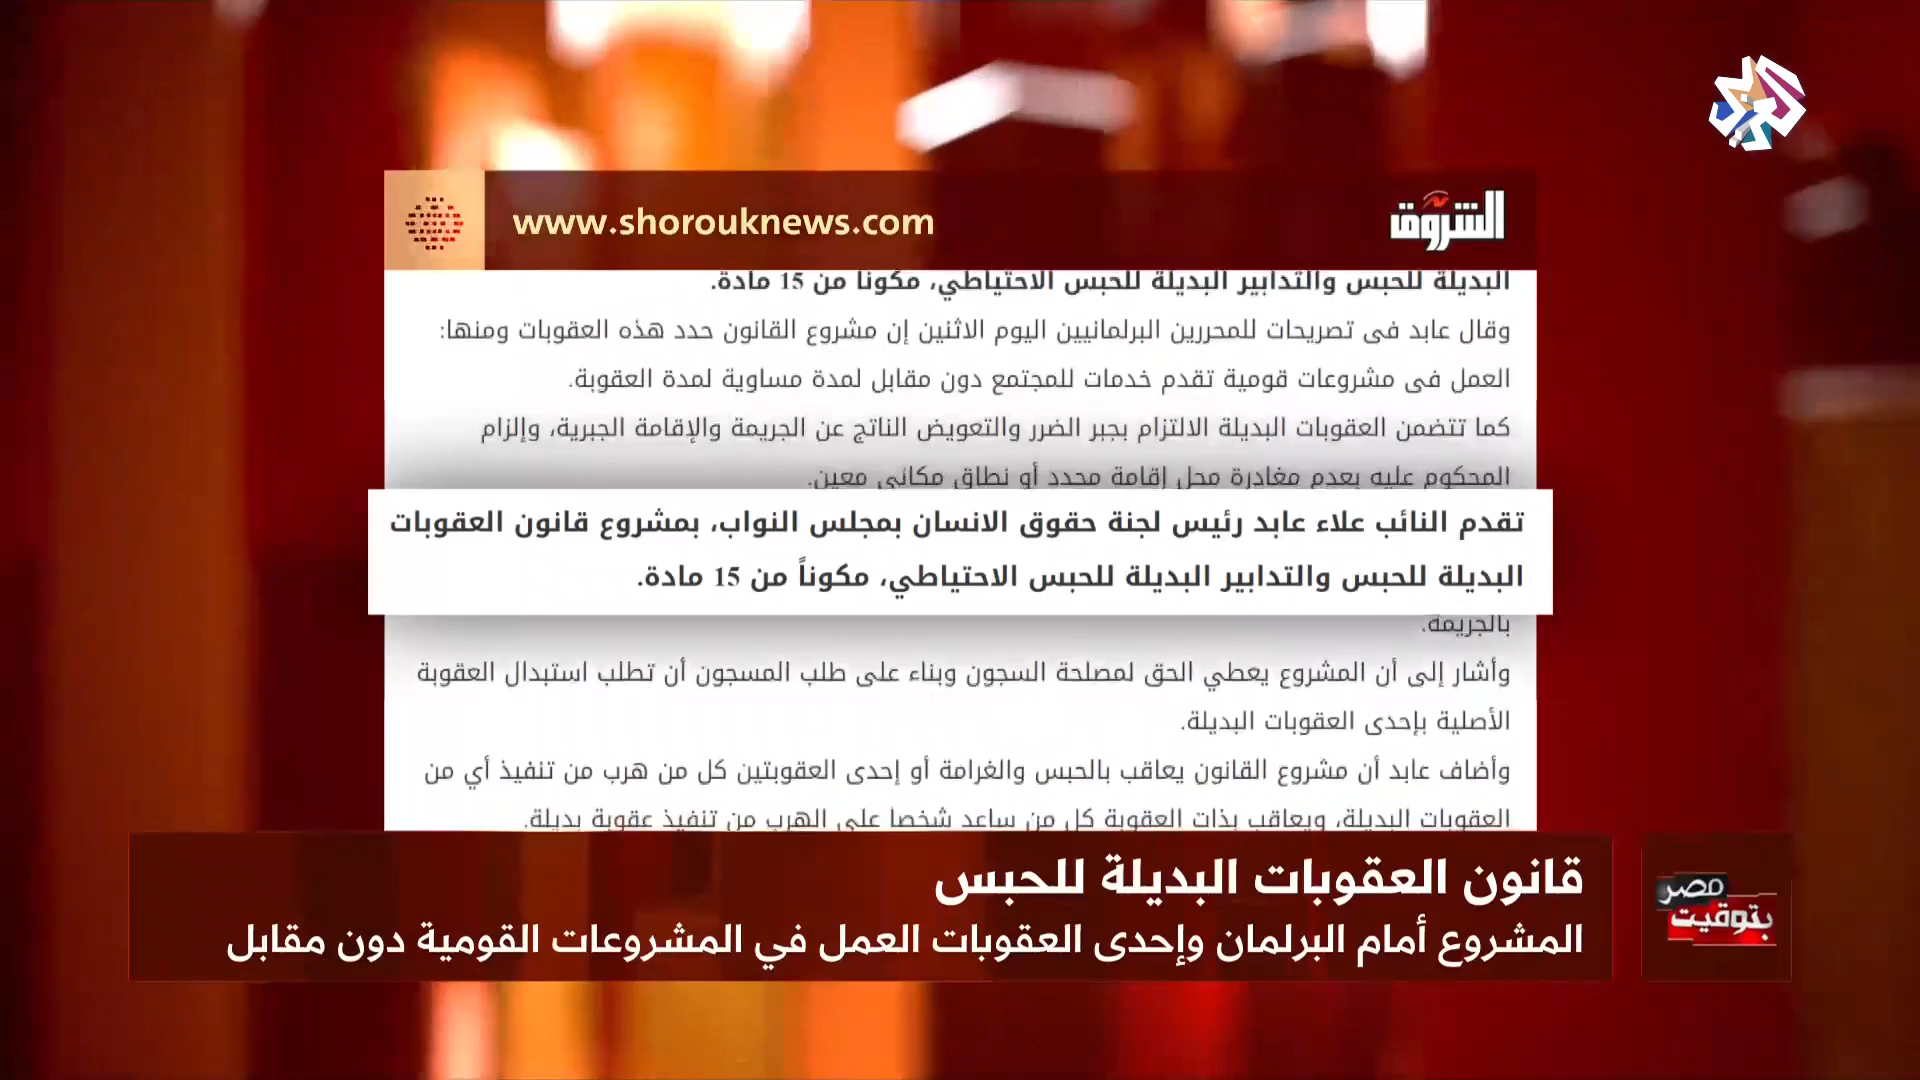 www.shorouknews.com
الشروق
البديلة للحبس والتدابير البديلة للحبس الاحتياطي، مكوناً من 15 مادة.
وقال عابد فى تصريحات للمحررين البرلمانيين اليوم الاثنين إن مشروع القانون حدد هذه العقوبات ومنها:
العمل فى مشروعات قومية تقدم خدمات للمجتمع دون مقابل لمدة مساوية لمدة العقوبة.
كما تتضمن العقوبات البديلة الالتزام بجبر الضرر والتعويض الناتج عن الجريمة والإقامة الجبرية، وإلزام
المحكوم عليه بعدم مغادرة محل إقامة محدد أو نطاق مكانى معين.
تقدم النائب علاء عابد رئيس لجنة حقوق الانسان بمجلس النواب، بمشروع قانون العقوبات
البديلة للحبس والتدابير البديلة للحبس الاحتياطي، مكوناً من 15 مادة.
بالجريمة.
وأشار إلى أن المشروع يعطي الحق لمصلحة السجون وبناء على طلب المسجون أن تطلب استبدال العقوبة
الأصلية بإحدى العقوبات البديلة.
وأضاف عابد أن مشروع القانون يعاقب بالحبس والغرامة أو إحدى العقوبتين كل من هرب من تنفيذ أي من
العقوبات البديلة، ويعاقب بذات العقوبة كل من ساعد شخصا على الهرب من تنفيذ عقوبة بديلة.
قانون العقوبات البديلة للحبس
المشروع أمام البرلمان وإحدى العقوبات العمل في المشروعات القومية دون مقابل
بتوقيت مصر